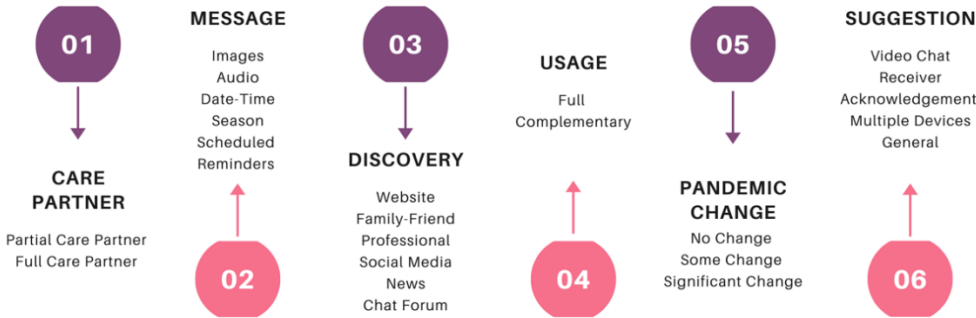 01
CARE
PARTNER
Partial Care Partner
Full Care Partner
MESSAGE
Images
Audio
Date-Time
Season
Scheduled
Reminders
02
03
DISCOVERY
Website
Family-Friend
Professional
Social Media
News
Chat Forum
USAGE
Full
Complementary
04
05
PANDEMIC
CHANGE
No Change
Some Change
Significant Change
SUGGESTION
Video Chat
Receiver
Acknowledgement
Multiple Devices
General
06